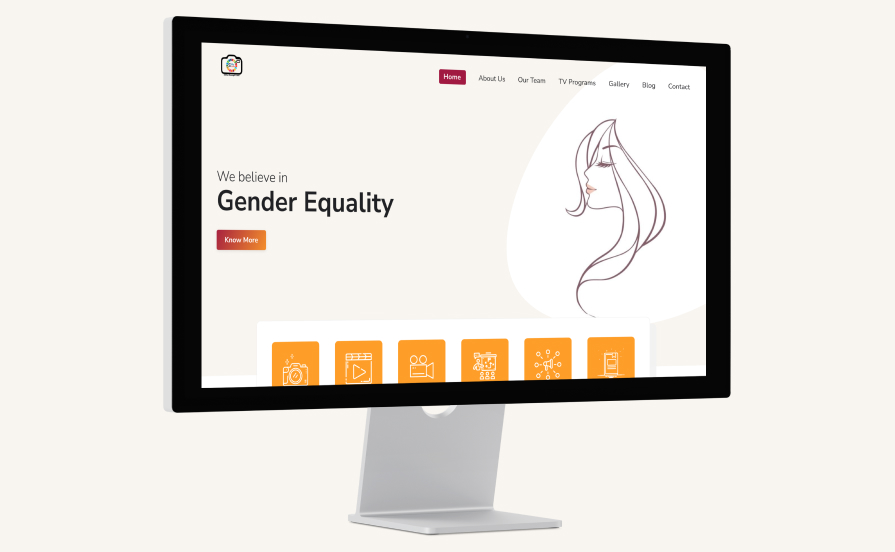 Home
About Us
Our Team
TV Programs
Gallery
Blog
Contact
We believe in
Gender Equality
Know More